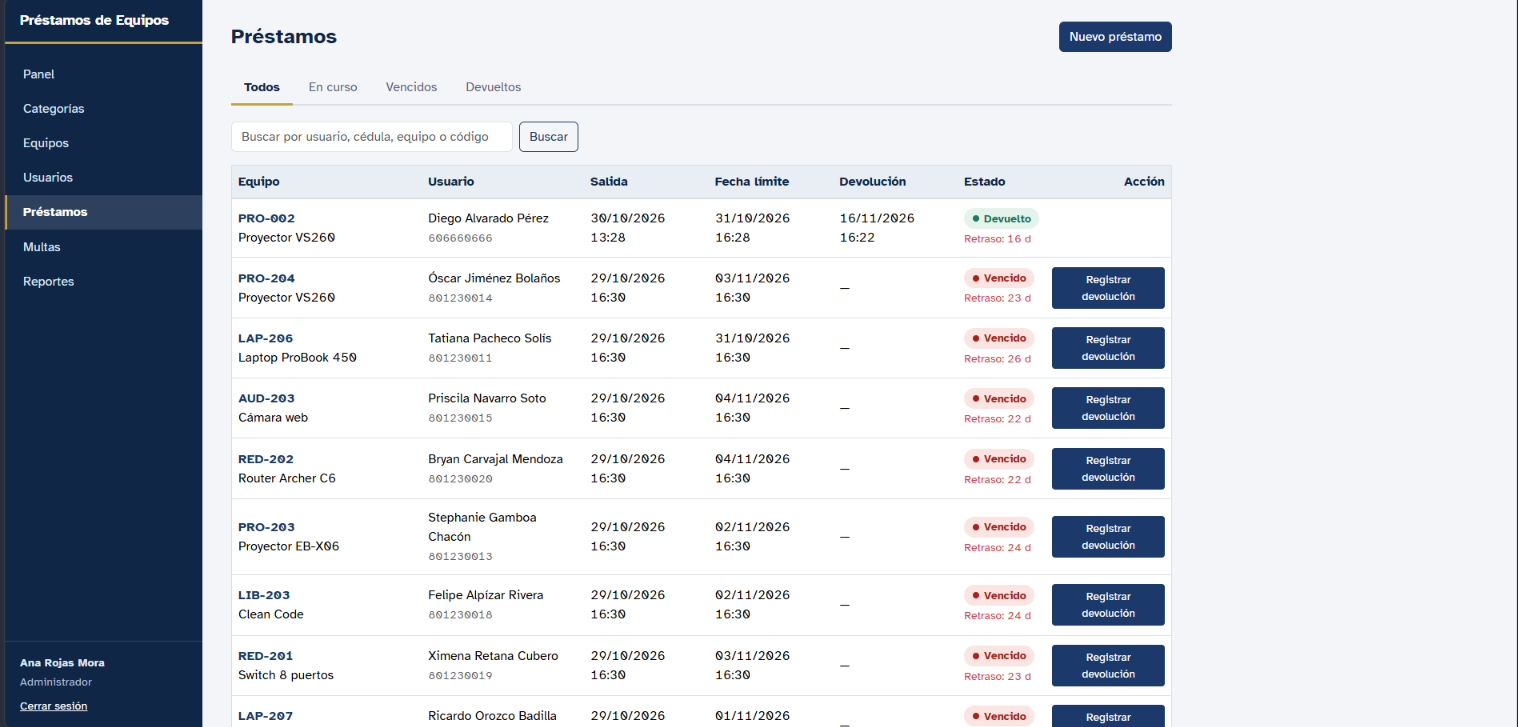 Préstamos de Equipos
Panel
Categorías
Equipos
Usuarios
Préstamos
Multas
Reportes
Ana Rojas Mora
Administrador
Cerrar sesión
Préstamos
Nuevo préstamo
Todos En curso Vencidos Devueltos
Buscar por usuario, cédula, equipo o código Buscar
Equipo Usuario Salida Fecha límite Devolución Estado Acción
PRO-002 Diego Alvarado Pérez 30/10/2026 31/10/2026 16/11/2026 Devuelto
Proyector VS260 606660666 13:28 16:28 16:22 Retraso: 16 d
PRO-204 Óscar Jiménez Bolaños 29/10/2026 03/11/2026 — Vencido Registrar
Proyector VS260 801230014 16:30 16:30 Retraso: 23 d devolución
LAP-206 Tatiana Pacheco Solís 29/10/2026 31/10/2026 — Vencido Registrar
Laptop ProBook 450 801230011 16:30 16:30 Retraso: 26 d devolución
AUD-203 Priscila Navarro Soto 29/10/2026 04/11/2026 — Vencido Registrar
Cámara web 801230015 16:30 16:30 Retraso: 22 d devolución
RED-202 Bryan Carvajal Mendoza 29/10/2026 04/11/2026 — Vencido Registrar
Router Archer C6 801230020 16:30 16:30 Retraso: 22 d devolución
Stephanie Gamboa
PRO-203 Chacón 29/10/2026 02/11/2026 — Vencido Registrar
Proyector EB-X06 801230013 16:30 16:30 Retraso: 24 d devolución
LIB-203 Felipe Alpízar Rivera 29/10/2026 02/11/2026 — Vencido Registrar
Clean Code 801230018 16:30 16:30 Retraso: 24 d devolución
RED-201 Ximena Retana Cubero 29/10/2026 03/11/2026 — Vencido Registrar
Switch 8 puertos 801230019 16:30 16:30 Retraso: 23 d devolución
LAP-207 Ricardo Orozco Badilla 29/10/2026 01/11/2026 — Vencido Registrar